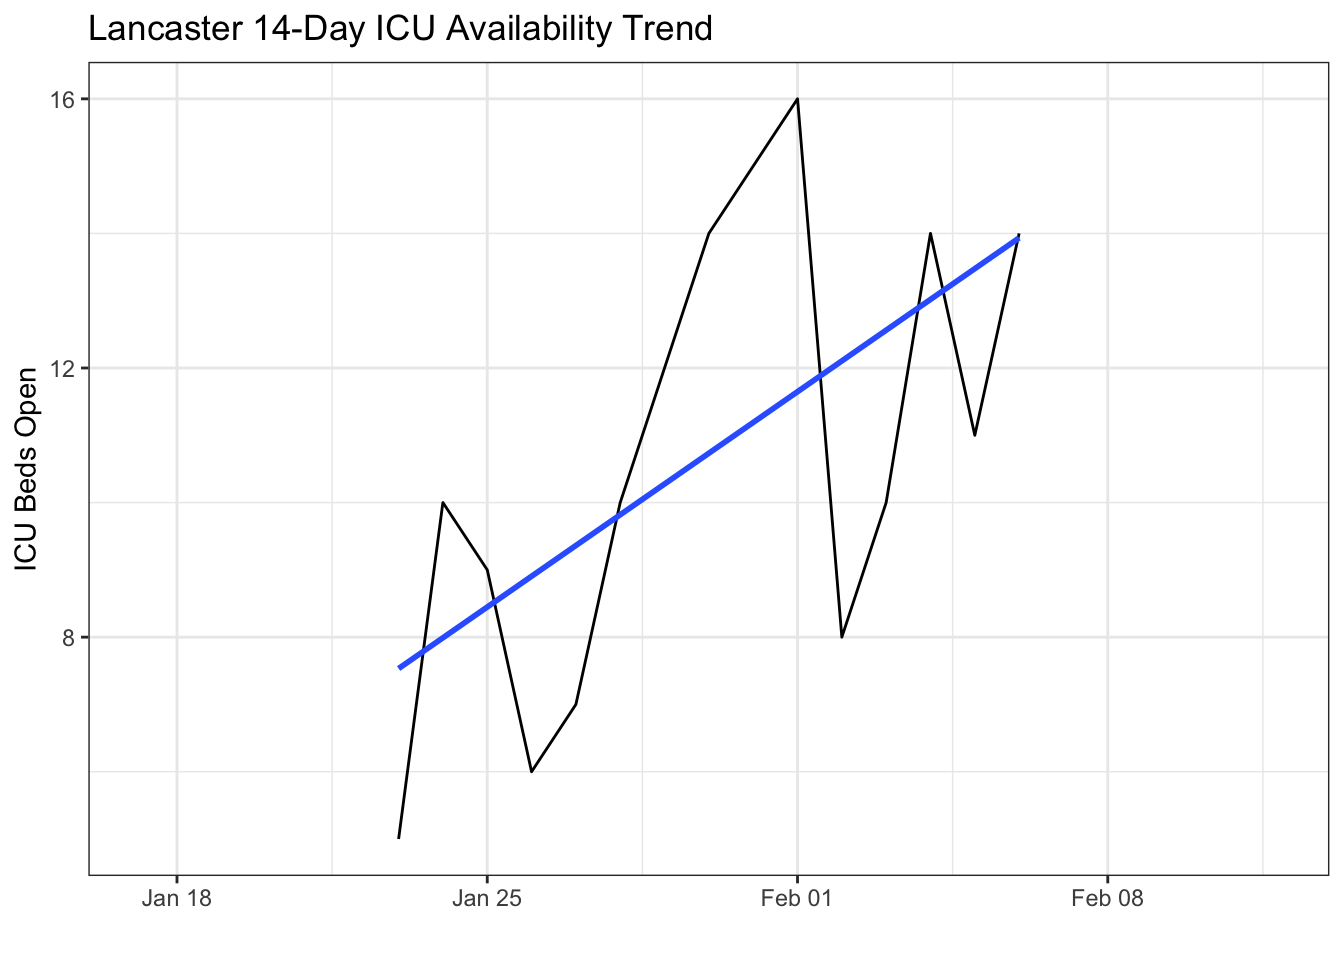 Lancaster 14-Day ICU Availability Trend
ICU Beds Open
16
12
8
Jan 18
Jan 25
Feb 01
Feb 08